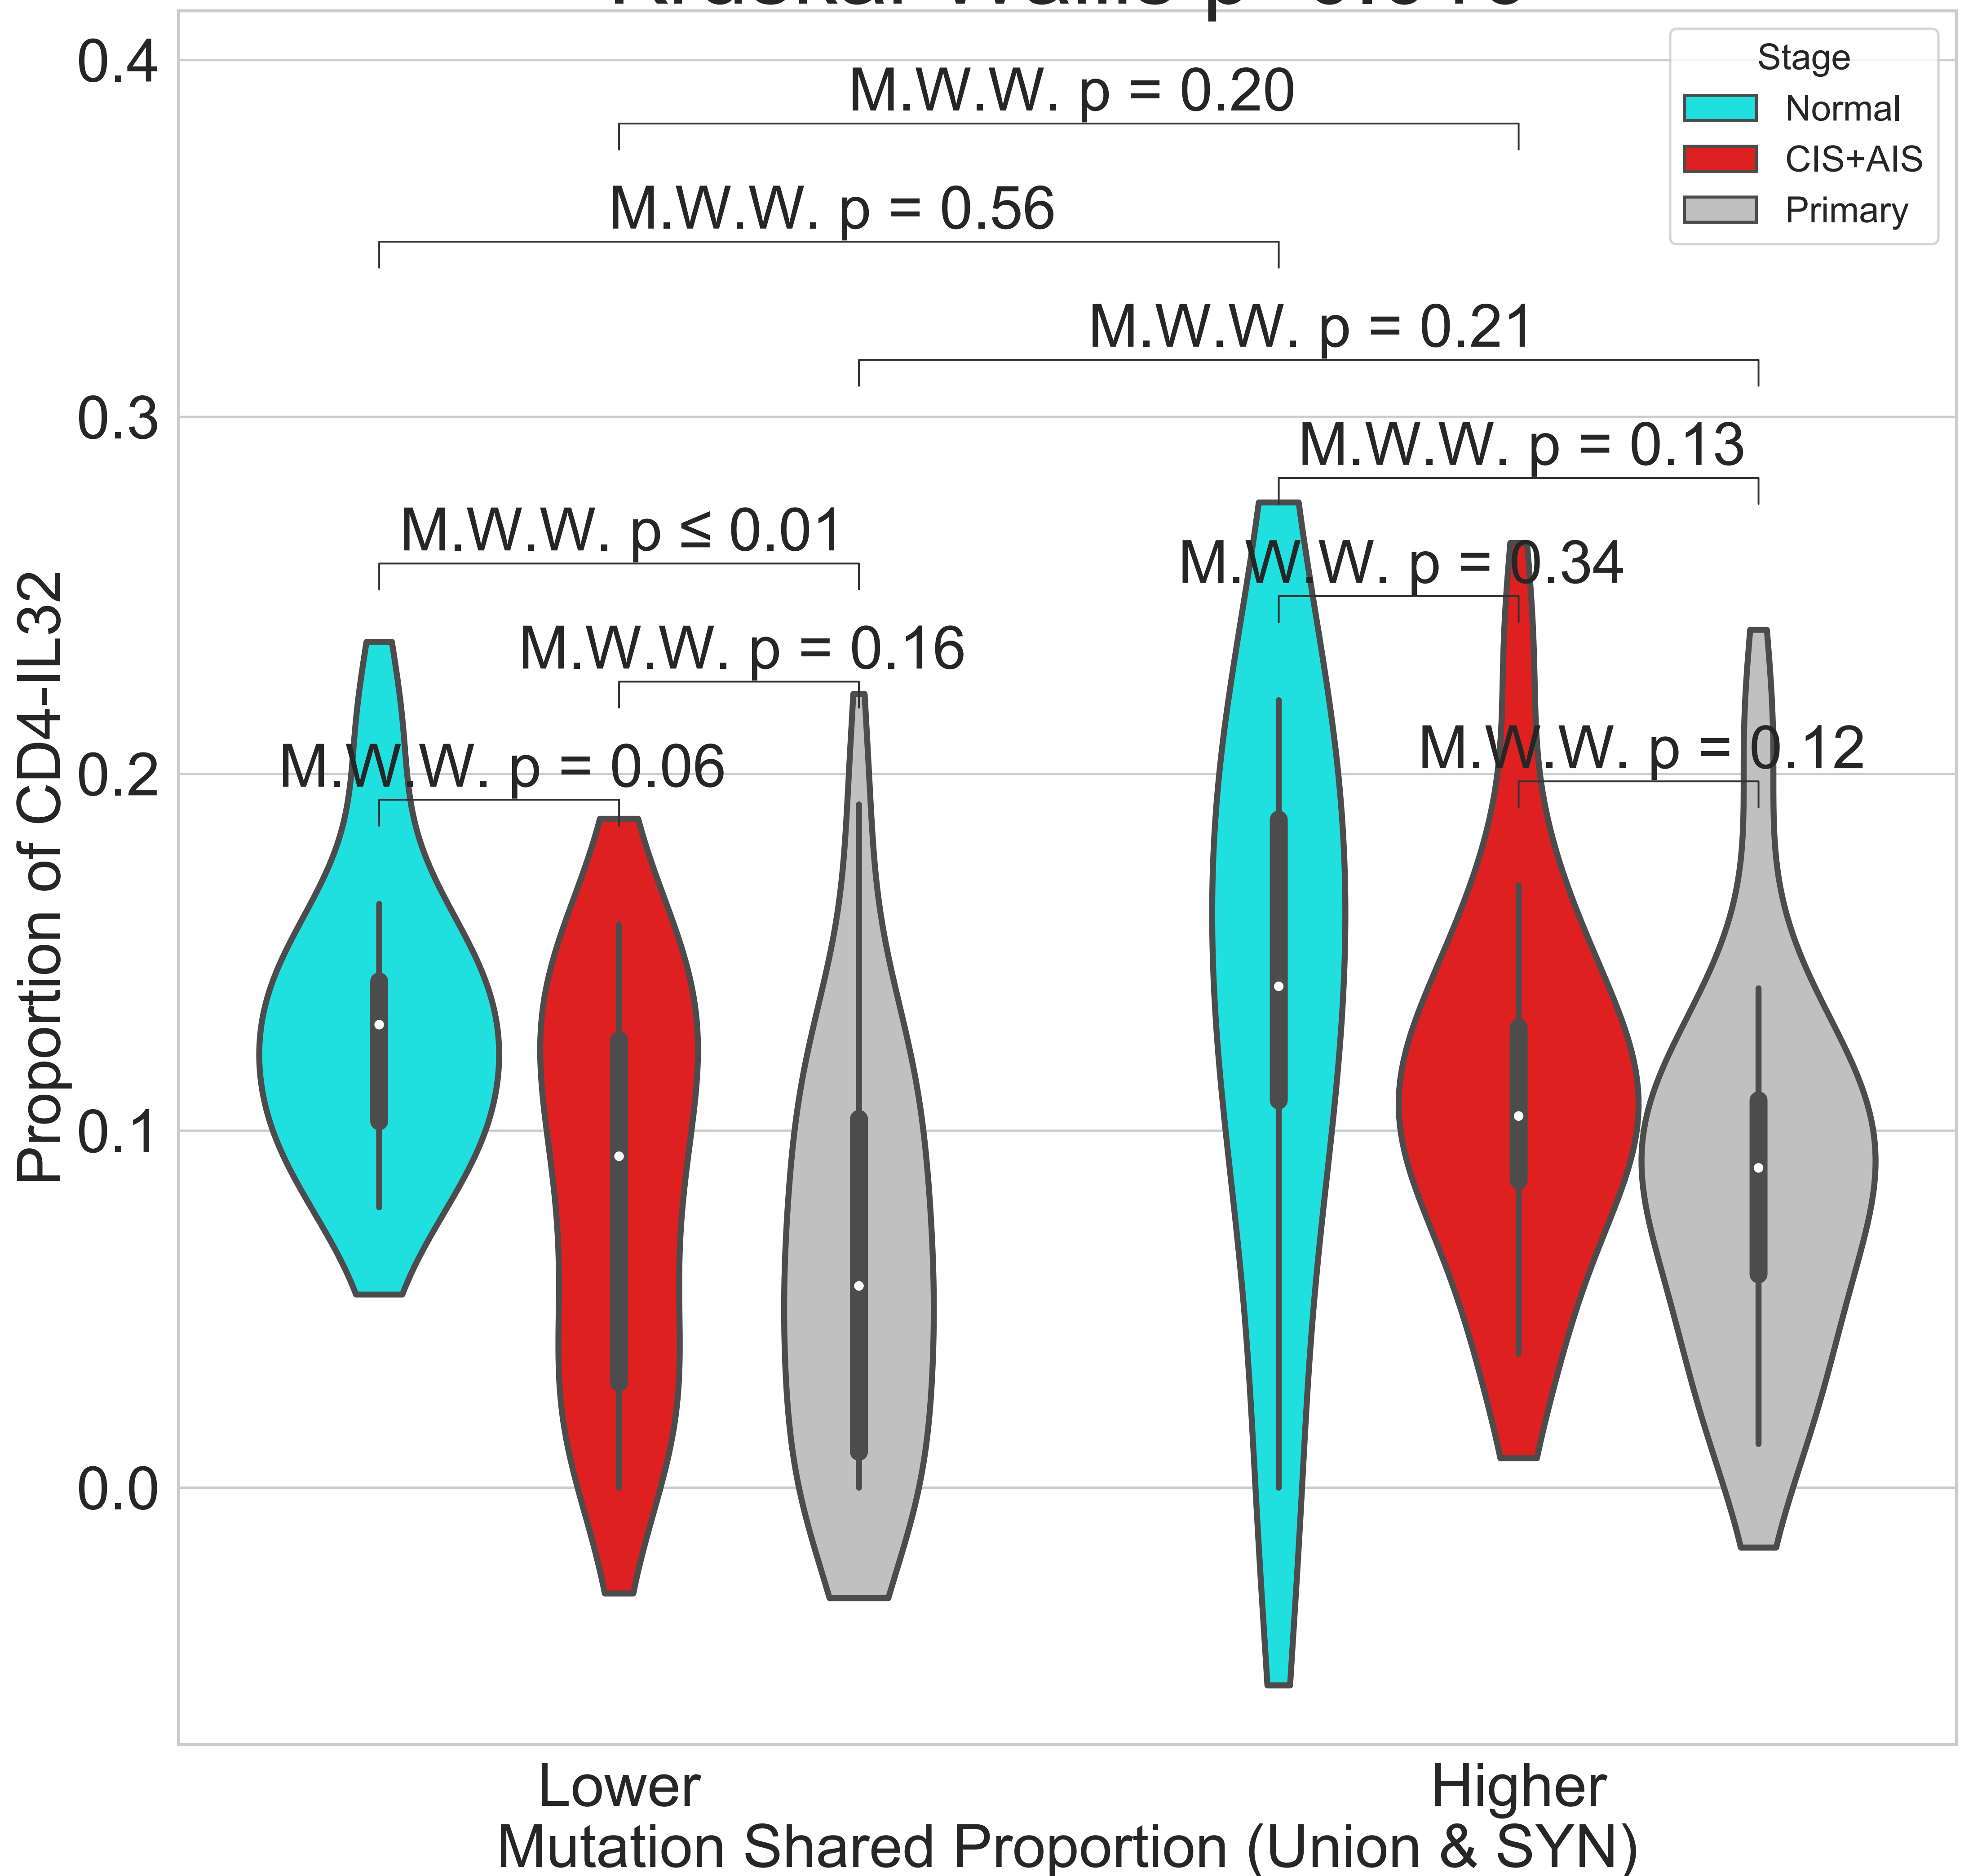 Stage
Normal
CIS+AIS
Primary
0.4
0.3
0.2
0.1
0.0
Proportion of CD4-IL32
M.W.W. p = 0.20
M.W.W. p = 0.56
M.W.W. p = 0.21
M.W.W. p = 0.13
M.W.W. p ≤ 0.01
M.W.W. p = 0.34
M.W.W. p = 0.16
M.W.W. p = 0.12
M.W.W. p = 0.06
Lower
Higher
Mutation Shared Proportion (Union & SYN)